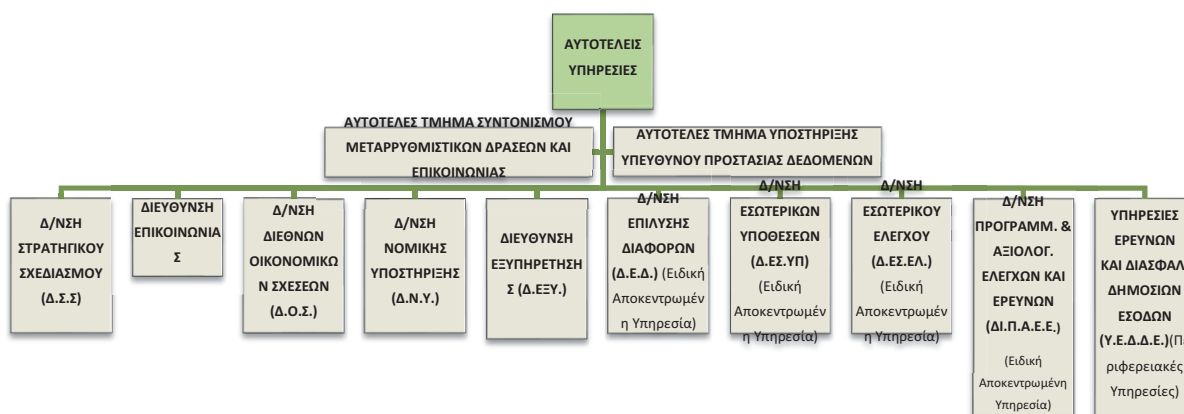 ΑΥΤΟΤΕΛΕΙΣ
ΥΠΗΡΕΣΙΕΣ
ΑΥΤΟΤΕΛΕΣ ΤΜΗΜΑ ΣΥΝΤΟΝΙΣΜΟΥ
ΜΕΤΑΡΡΥΘΜΙΣΤΙΚΩΝ ΔΡΑΣΕΩΝ ΚΑΙ
ΕΠΙΚΟΙΝΩΝΙΑΣ
ΑΥΤΟΤΕΛΕΣ ΤΜΗΜΑ ΥΠΟΣΤΗΡΙΞΗΣ
ΥΠΕΥΘΥΝΟΥ ΠΡΟΣΤΑΣΙΑΣ ΔΕΔΟΜΕΝΩΝ
Δ/ΝΣΗ
ΣΤΡΑΤΗΓΙΚΟΥ
ΣΧΕΔΙΑΣΜΟΥ
(Δ.Σ.Σ)
ΔΙΕΥΘΥΝΣΗ
ΕΠΙΚΟΙΝΩΝΙΑ
Σ
Δ/ΝΣΗ
ΔΙΕΘΝΩΝ
ΟΙΚΟΝΟΜΙΚΩ
Ν ΣΧΕΣΕΩΝ
(Δ.Ο.Σ.)
Δ/ΝΣΗ
ΝΟΜΙΚΗΣ
ΥΠΟΣΤΗΡΙΞΗΣ
(Δ.Ν.Υ.)
ΔΙΕΥΘΥΝΣΗ
ΕΞΥΠΗΡΕΤΗΣΗ
Σ (Δ.ΕΞΥ.)
Δ/ΝΣΗ
ΕΠΙΛΥΣΗΣ
ΔΙΑΦΟΡΩΝ
(Δ.Ε.Δ.) (Ειδική
Αποκεντρωμέν
η Υπηρεσία)
Δ/ΝΣΗ
ΕΣΩΤΕΡΙΚΩΝ
ΥΠΟΘΕΣΕΩΝ
(Δ.ΕΣ.ΥΠ)
(Ειδική
Αποκεντρωμέν
η Υπηρεσία)
Δ/ΝΣΗ
ΕΣΩΤΕΡΙΚΟΥ
ΕΛΕΓΧΟΥ
(Δ.ΕΣ.ΕΛ.)
(Ειδική
Αποκεντρωμέν
η Υπηρεσία)
Δ/ΝΣΗ
ΠΡΟΓΡΑΜΜ. &
ΑΞΙΟΛΟΓ.
ΕΛΕΓΧΩΝ ΚΑΙ
ΕΡΕΥΝΩΝ
(ΔΙ.Π.Α.Ε.Ε.)
(Ειδική
Αποκεντρωμένη
Υπηρεσία)
ΥΠΗΡΕΣΙΕΣ
ΕΡΕΥΝΩΝ
ΚΑΙ ΔΙΑΣΦΑΛ
ΔΗΜΟΣΙΩΝ
ΕΣΟΔΩΝ
(Υ.Ε.Δ.Δ.Ε.)(Πε
ριφερειακές
Υπηρεσίες)